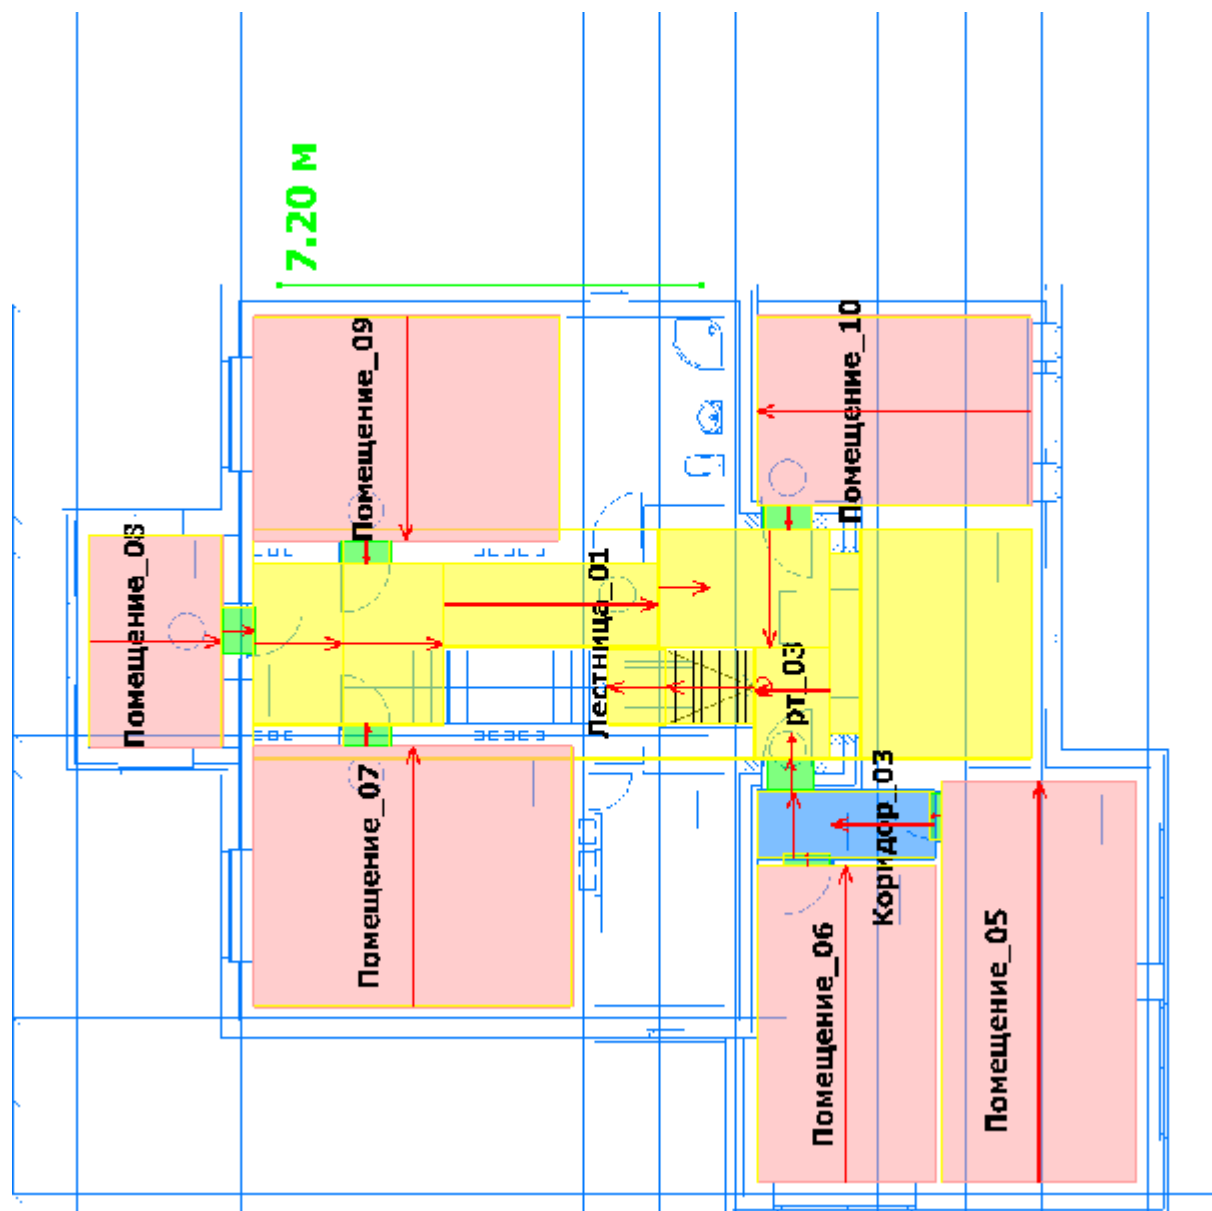 7.20 м
Помещение_09
Помещение_10
Помещение_08
Лестница_01
рт_03
Помещение_07
Коридор_03
Помещение_06
Помещение_05